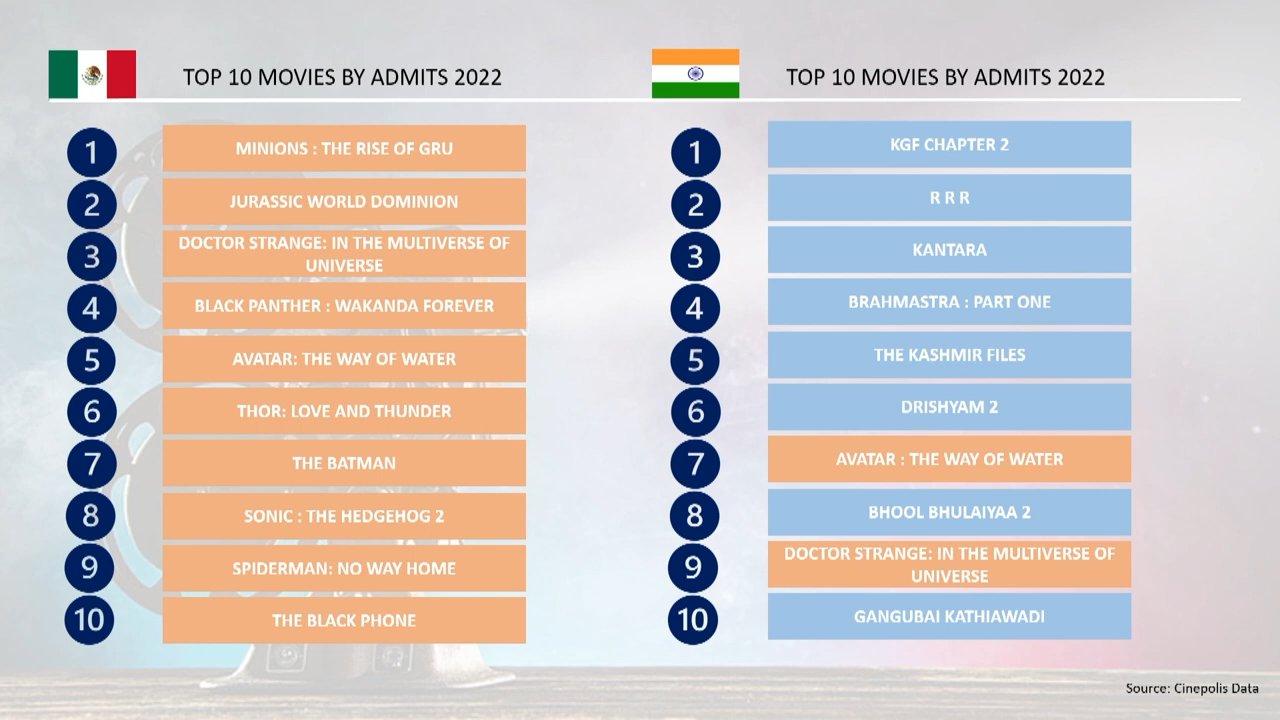 TOP 10 MOVIES BY ADMITS 2022
1 MINIONS : THE RISE OF GRU
2 JURASSIC WORLD DOMINION
3 DOCTOR STRANGE: IN THE MULTIVERSE OF
UNIVERSE
4 BLACK PANTHER : WAKANDA FOREVER
5 AVATAR: THE WAY OF WATER
6 THOR: LOVE AND THUNDER
7 THE BATMAN
8 SONIC : THE HEDGEHOG 2
9 SPIDERMAN: NO WAY HOME
10 THE BLACK PHONE
TOP 10 MOVIES BY ADMITS 2022
1 KGF CHAPTER 2
2 R R R
3 KANTARA
4 BRAHMASTRA : PART ONE
5 THE KASHMIR FILES
6 DRISHYAM 2
7 AVATAR : THE WAY OF WATER
8 BHOOL BHULAIYAA 2
9 DOCTOR STRANGE: IN THE MULTIVERSE OF
UNIVERSE
10 GANGUBAI KATHIAWADI
Source: Cinepolis Data